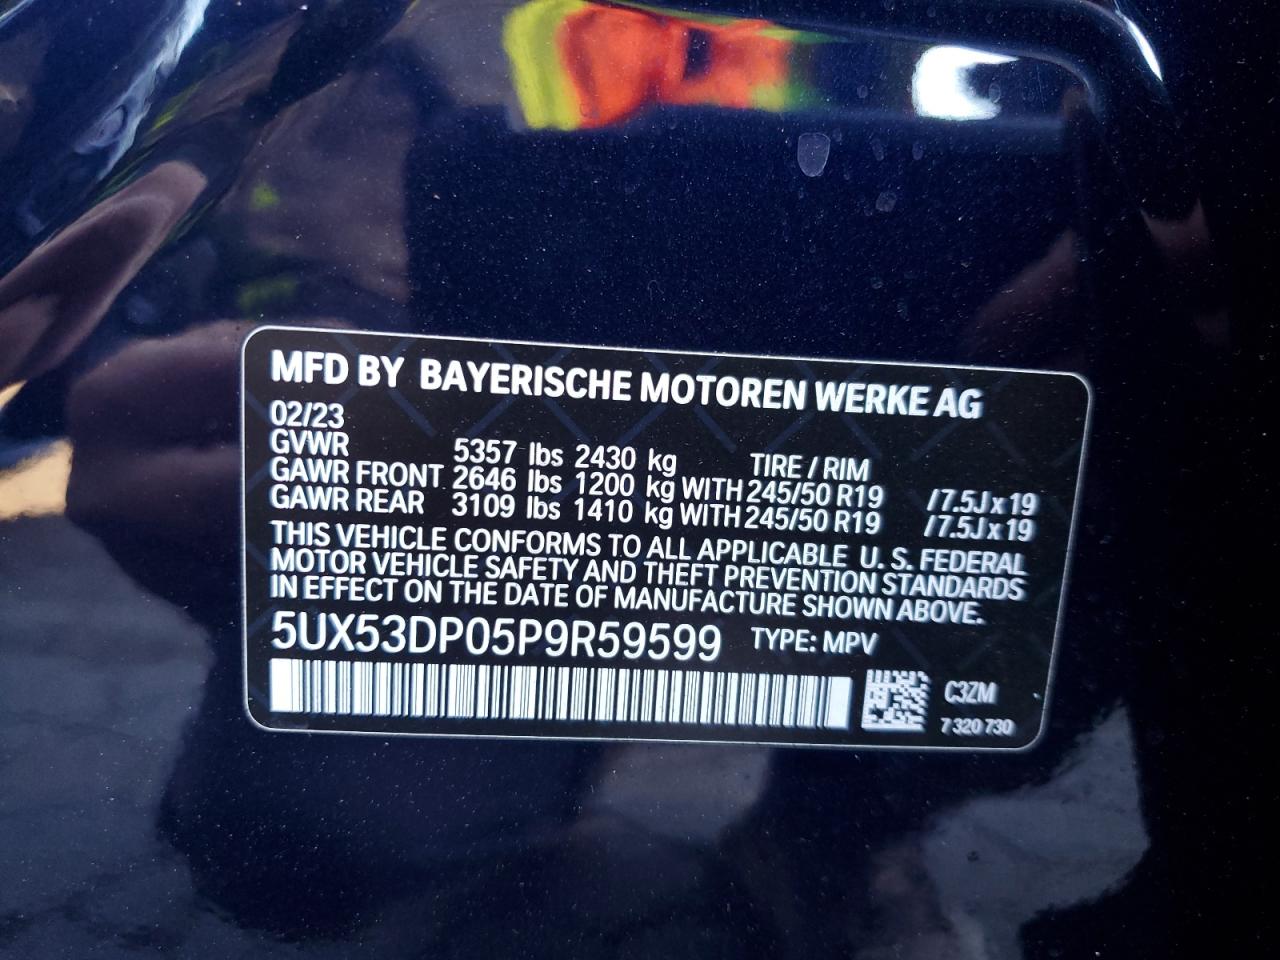 MFD BY BAYERISCHE MOTOREN WERKE AG
02/23
GVWR 5357 lbs 2430 kg TIRE / RIM
GAWR FRONT 2646 lbs 1200 kg WITH 245/50 R19 /7.5J x 19
GAWR REAR 3109 lbs 1410 kg WITH 245/50 R19 /7.5J x 19
THIS VEHICLE CONFORMS TO ALL APPLICABLE U. S. FEDERAL
MOTOR VEHICLE SAFETY AND THEFT PREVENTION STANDARDS
IN EFFECT ON THE DATE OF MANUFACTURE SHOWN ABOVE.
5UX53DP05P9R59599 TYPE: MPV
C3ZM
7 320 730